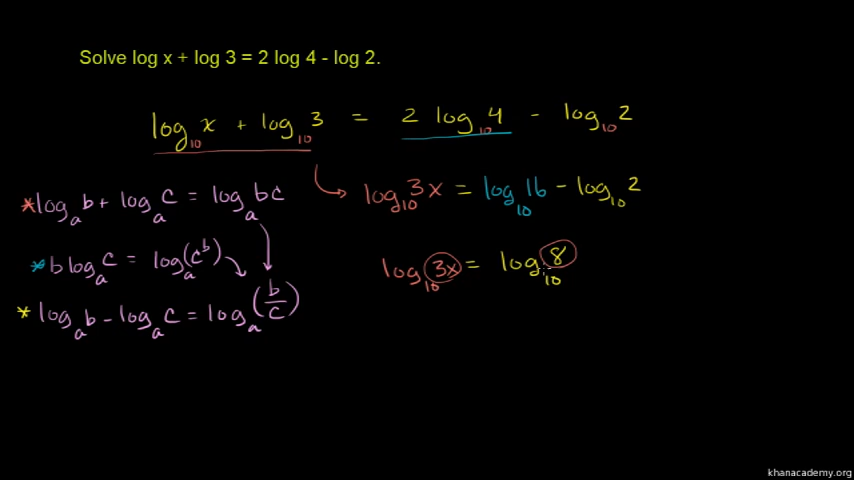 Solve log x + log 3 = 2 log 4 - log 2.
log₁₀ x + log₁₀ 3 = 2 log₁₀ 4 - log₁₀ 2
log₁₀ 3x = log₁₀ 16 - log₁₀ 2
*logₐ b + logₐ c = logₐ bc
*b logₐ c = logₐ(cᵇ)
log₁₀ 3x = log₁₀ 8
*logₐ b - logₐ c = logₐ (b/c)
khanacademy.org